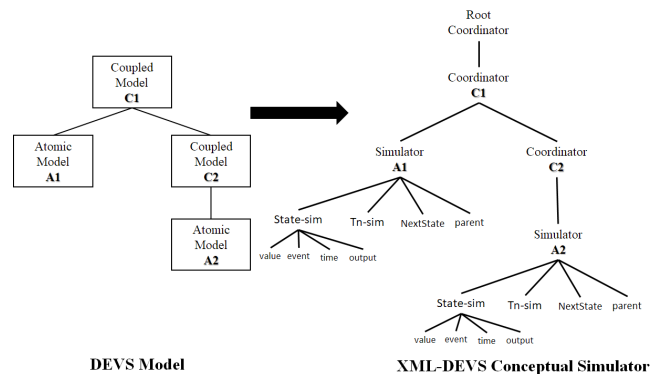 Coupled
Model
C1
Atomic
Model
A1
Coupled
Model
C2
Atomic
Model
A2
DEVS Model
Root
Coordinator
Coordinator
C1
Simulator
A1
Coordinator
C2
State-sim
Tn-sim
NextState
parent
value
event
time
output
Simulator
A2
State-sim
Tn-sim
NextState
parent
value
event
time
output
XML-DEVS Conceptual Simulator